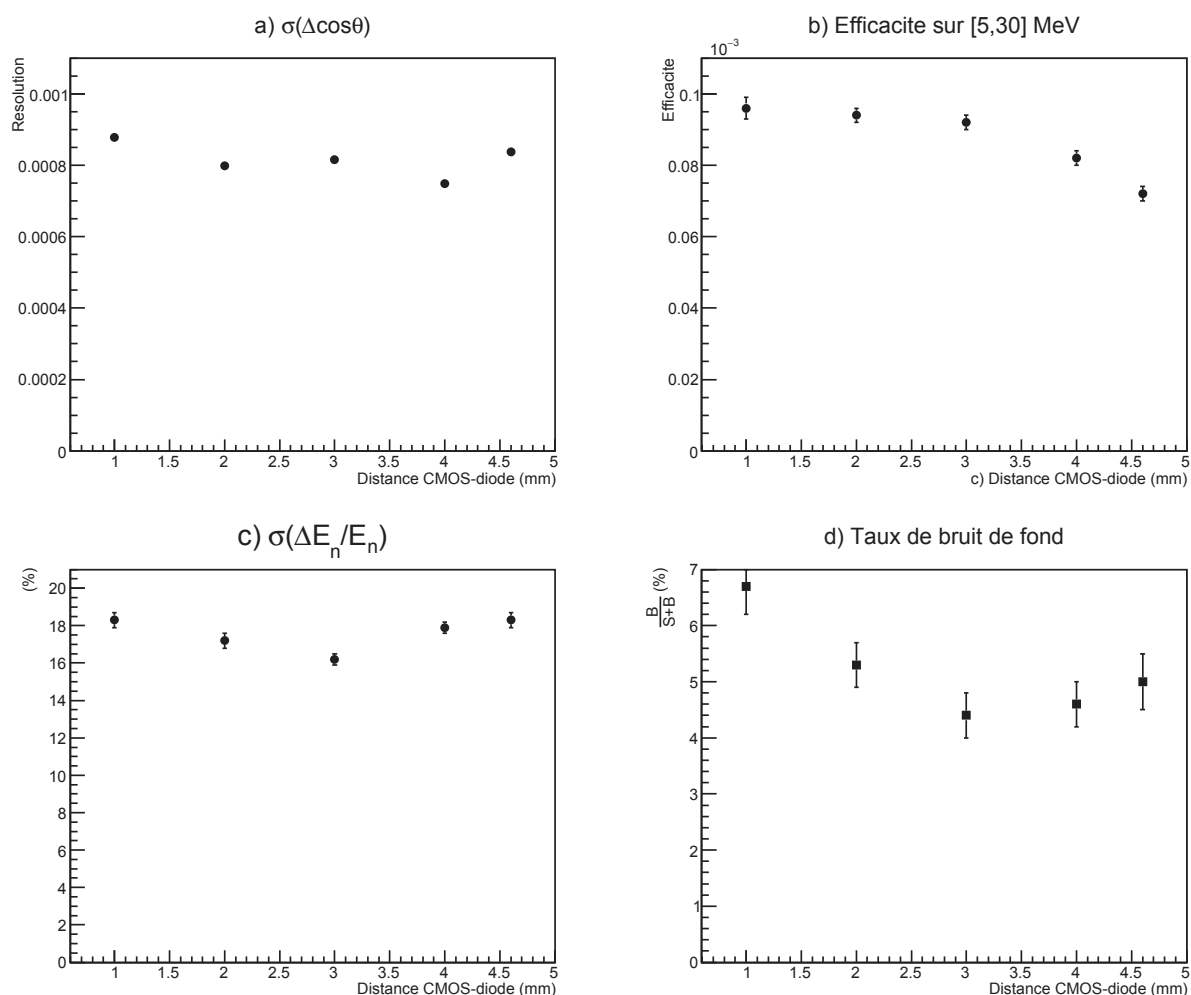 a) σ(Δcosθ)
Resolution
0.001
0.0008
0.0006
0.0004
0.0002
0
1 1.5 2 2.5 3 3.5 4 4.5 5
Distance CMOS-diode (mm)
b) Efficacite sur [5,30] MeV
10⁻³
Efficacite
0.1
0.08
0.06
0.04
0.02
0
1 1.5 2 2.5 3 3.5 4 4.5 5
c) Distance CMOS-diode (mm)
c) σ(ΔEₙ/Eₙ)
(%)
20
18
16
14
12
10
8
6
4
2
0
1 1.5 2 2.5 3 3.5 4 4.5 5
Distance CMOS-diode (mm)
d) Taux de bruit de fond
B
S+B
(%)
7
6
5
4
3
2
1
0
1 1.5 2 2.5 3 3.5 4 4.5 5
Distance CMOS-diode (mm)